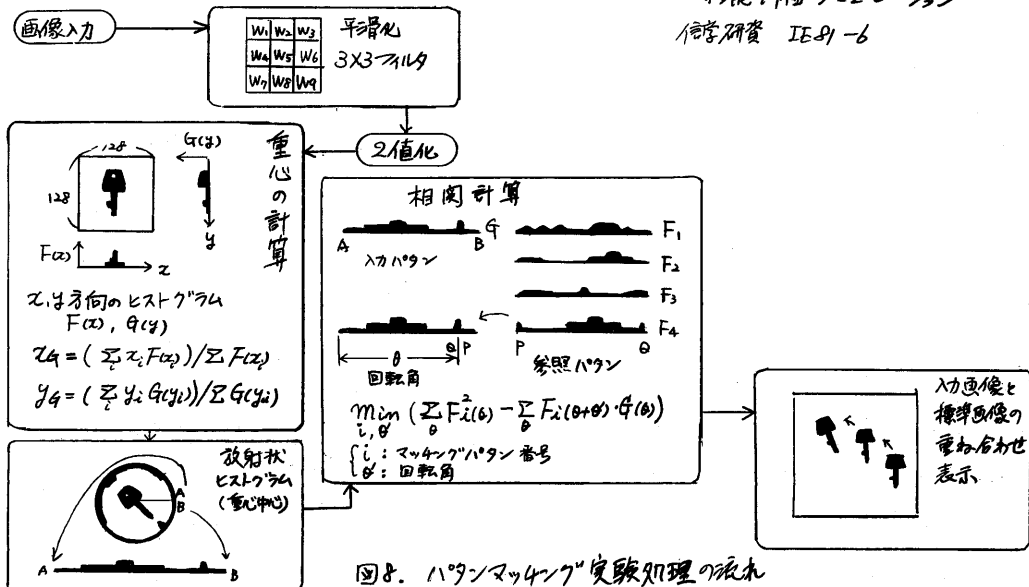 信学研資 IE81-6
画像入力
W1 W2 W3
W4 W5 W6
W7 W8 W9
平滑化
3×3フィルタ
2値化
重心の計算
128
128
G(y)
y
F(x)
x
x,y方向のヒストグラム
F(x), G(y)
xG=(Σi xiF(xi))/ΣF(xi)
yG=(Σi yiG(yi))/ΣG(yi)
放射状
ヒストグラム
(重心中心)
A
B
A B
相関計算
A B G
入力パタン
F1
F2
F3
F4
θ P
P θ
θ
回転角
参照パタン
min i,θ' (Σθ Fi²(θ) - ΣθFi(θ+θ')・G(θ))
i : マッチングパタン番号
θ': 回転角
入力画像と
標準画像の
重ね合わせ
表示
図8. パタンマッチング実験処理の流れ